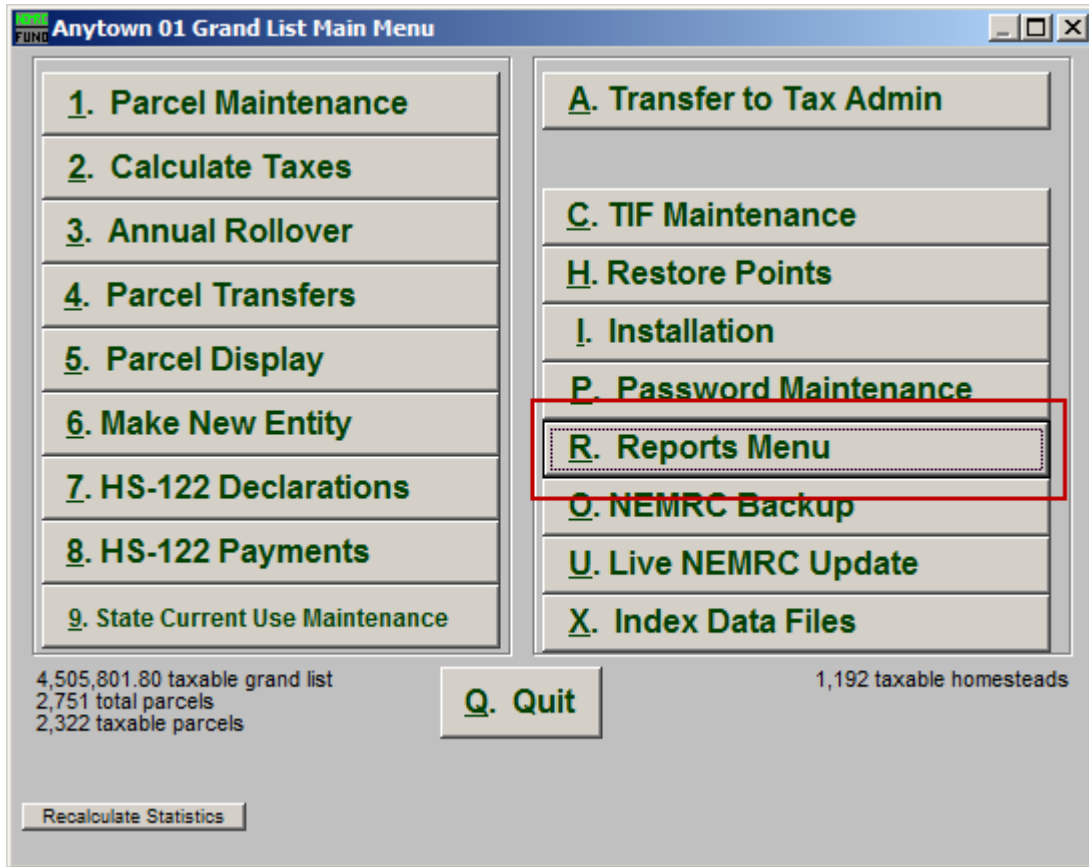 NEMRC
FUND
Anytown 01 Grand List Main Menu
1. Parcel Maintenance
2. Calculate Taxes
3. Annual Rollover
4. Parcel Transfers
5. Parcel Display
6. Make New Entity
7. HS-122 Declarations
8. HS-122 Payments
9. State Current Use Maintenance
A. Transfer to Tax Admin
C. TIF Maintenance
H. Restore Points
I. Installation
P. Password Maintenance
R. Reports Menu
O. NEMRC Backup
U. Live NEMRC Update
X. Index Data Files
4,505,801.80 taxable grand list
2,751 total parcels
2,322 taxable parcels
Q. Quit
1,192 taxable homesteads
Recalculate Statistics